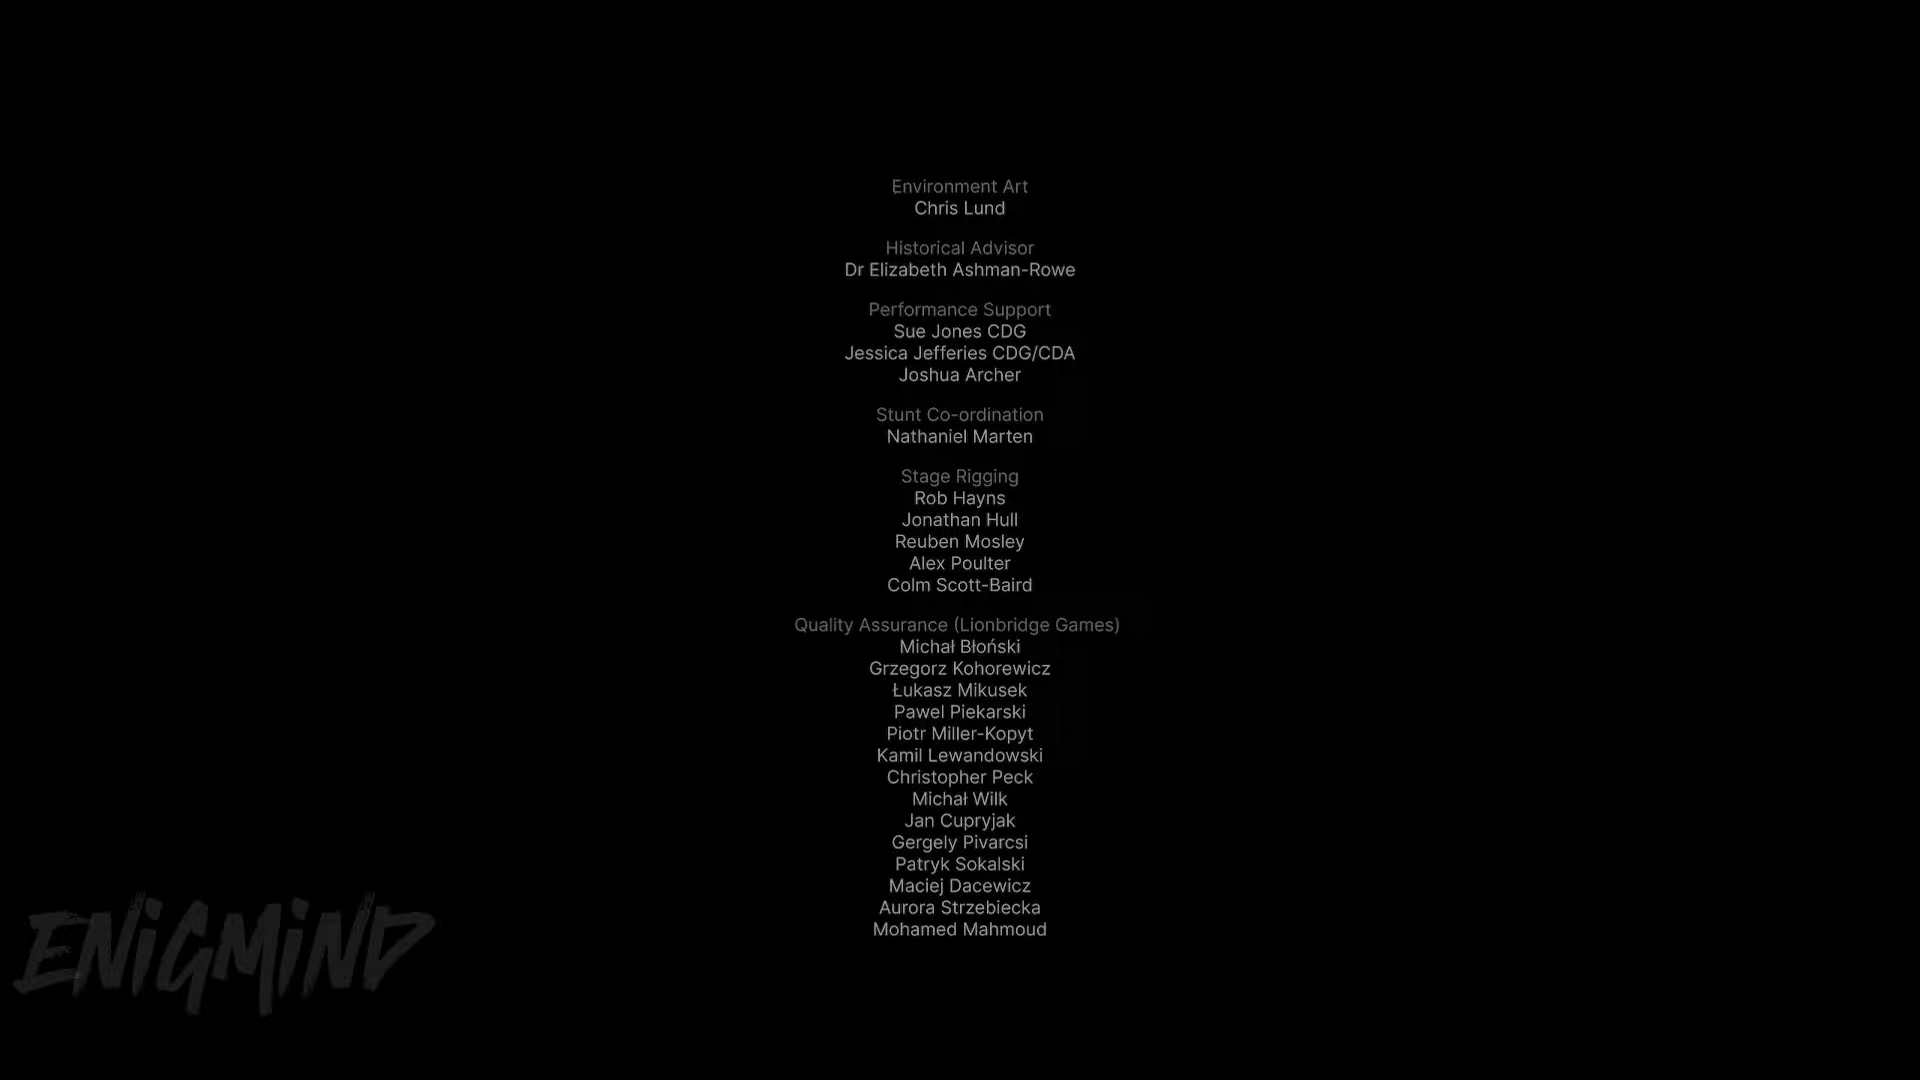 Environment Art
Chris Lund
Historical Advisor
Dr Elizabeth Ashman-Rowe
Performance Support
Sue Jones CDG
Jessica Jefferies CDG/CDA
Joshua Archer
Stunt Co-ordination
Nathaniel Marten
Stage Rigging
Rob Hayns
Jonathan Hull
Reuben Mosley
Alex Poulter
Colm Scott-Baird
Quality Assurance (Lionbridge Games)
Michał Błoński
Grzegorz Kohorewicz
Łukasz Mikusek
Pawel Piekarski
Piotr Miller-Kopyt
Kamil Lewandowski
Christopher Peck
Michał Wilk
Jan Cupryjak
Gergely Pivarcsi
Patryk Sokalski
Maciej Dacewicz
Aurora Strzebiecka
Mohamed Mahmoud
ENiGMiND